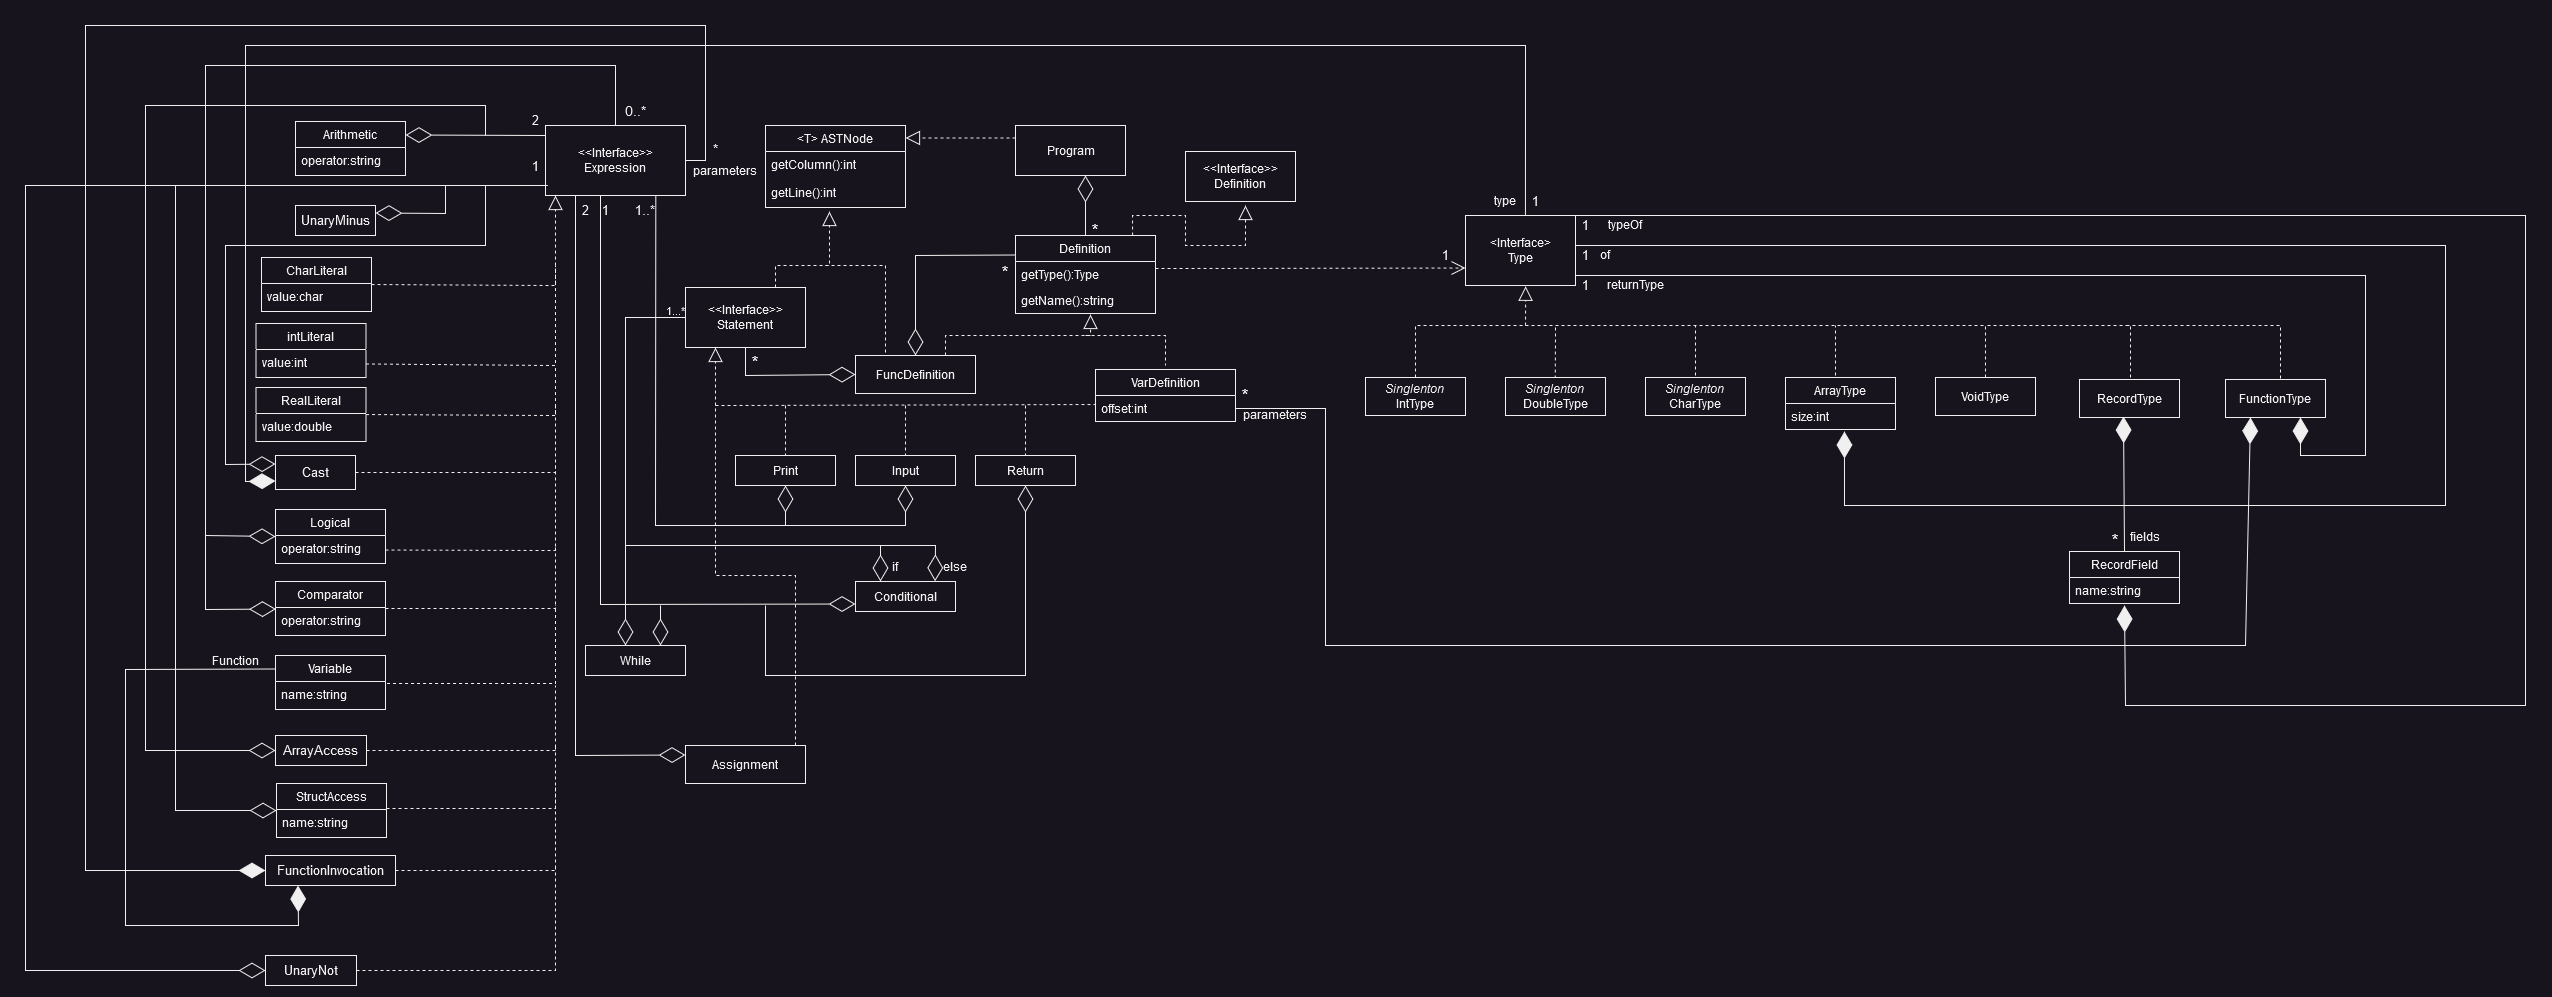 0..*
2
Arithmetic
operator:string
<<Interface>>
Expression
1
*
parameters
UnaryMinus
<T> ASTNode
getColumn():int
getLine():int
Program
<<Interface>>
Definition
type
1
2
1
1..*
*
Definition
getType():Type
getName():string
*
1
<Interface>
Type
1
typeOf
1
of
1
returnType
CharLiteral
value:char
intLiteral
value:int
RealLiteral
value:double
Cast
Logical
operator:string
Comparator
operator:string
Function
Variable
name:string
ArrayAccess
StructAccess
name:string
FunctionInvocation
UnaryNot
1...*
<<Interface>>
Statement
*
FuncDefinition
VarDefinition
offset:int
*
parameters
Print
Input
Return
if
else
Conditional
While
Assignment
Singlenton
IntType
Singlenton
DoubleType
Singlenton
CharType
ArrayType
size:int
VoidType
RecordType
FunctionType
*
fields
RecordField
name:string